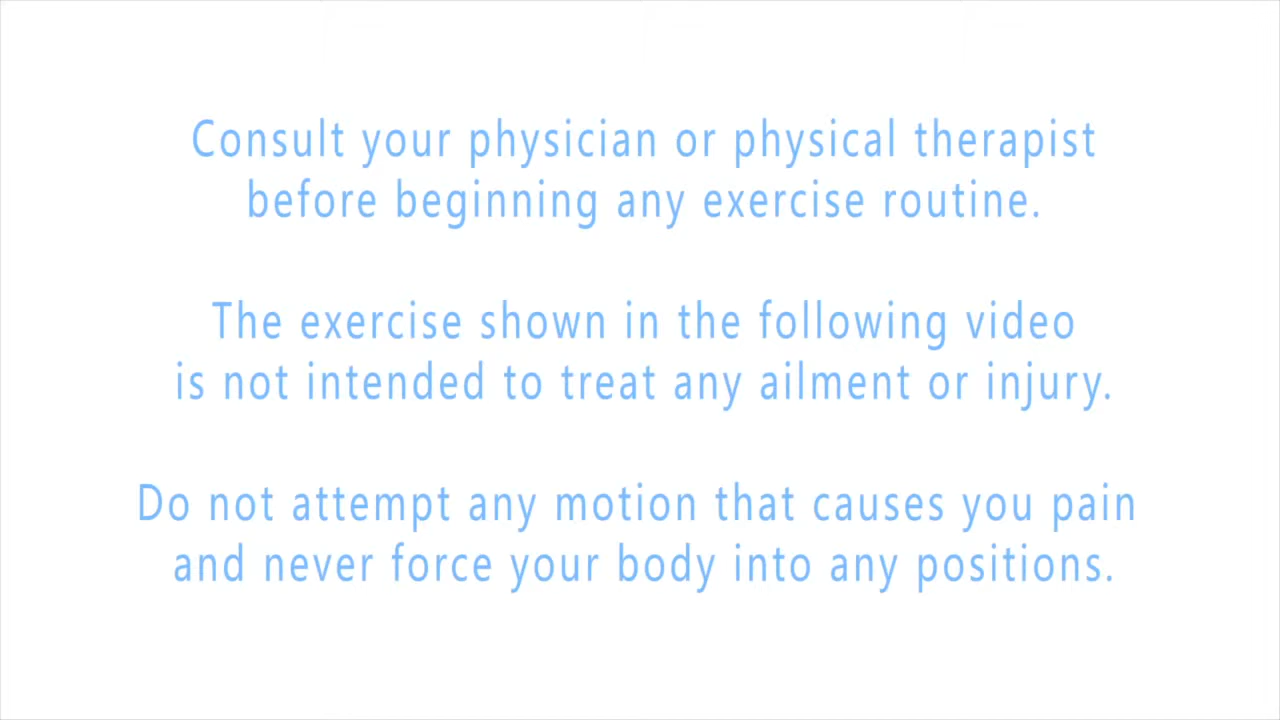 Consult your physician or physical therapist
before beginning any exercise routine.
The exercise shown in the following video
is not intended to treat any ailment or injury.
Do not attempt any motion that causes you pain
and never force your body into any positions.